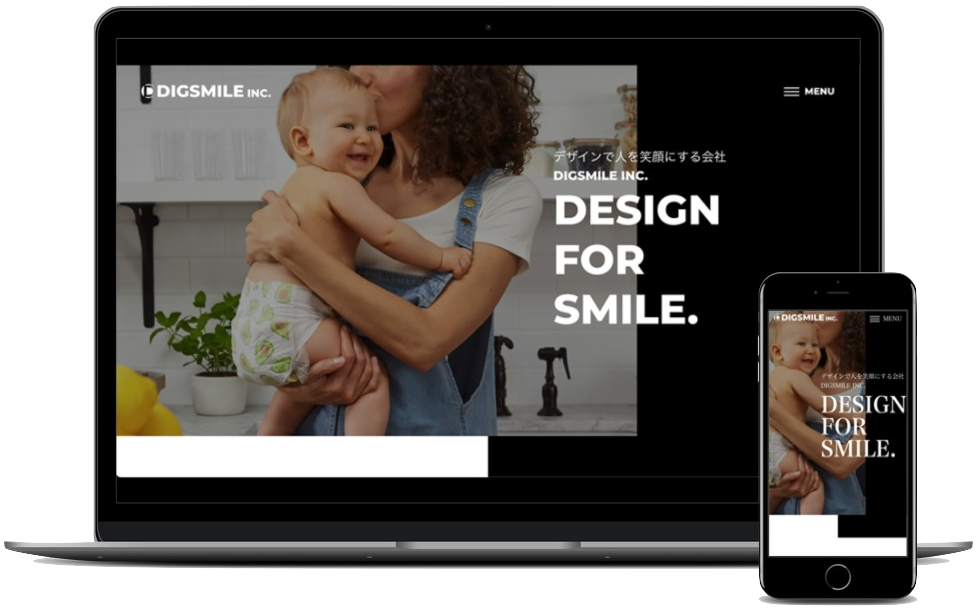 DIGSMILE INC.
MENU
デザインで人を笑顔にする会社
DIGSMILE INC.
DESIGN
FOR
SMILE.
DIGSMILE INC.
MENU
デザインで人を笑顔にする会社
DIGSMILE INC.
DESIGN
FOR
SMILE.